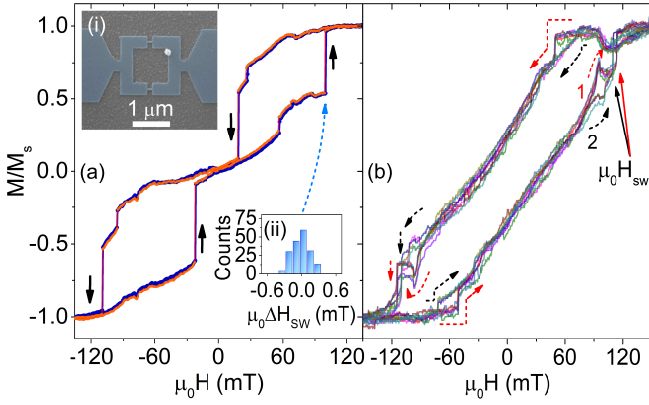 (i)
1 μm
1.0
0.5
0.0
-0.5
-1.0
M/Mₛ
(a)
(ii)
75
50
25
0
Counts
-0.6 0.0 0.6
μ₀ΔH_SW (mT)
-120 -60 0 60 120
μ₀H (mT)
1
2
μ₀H_SW
(b)
-120 -60 0 60 120
μ₀H (mT)